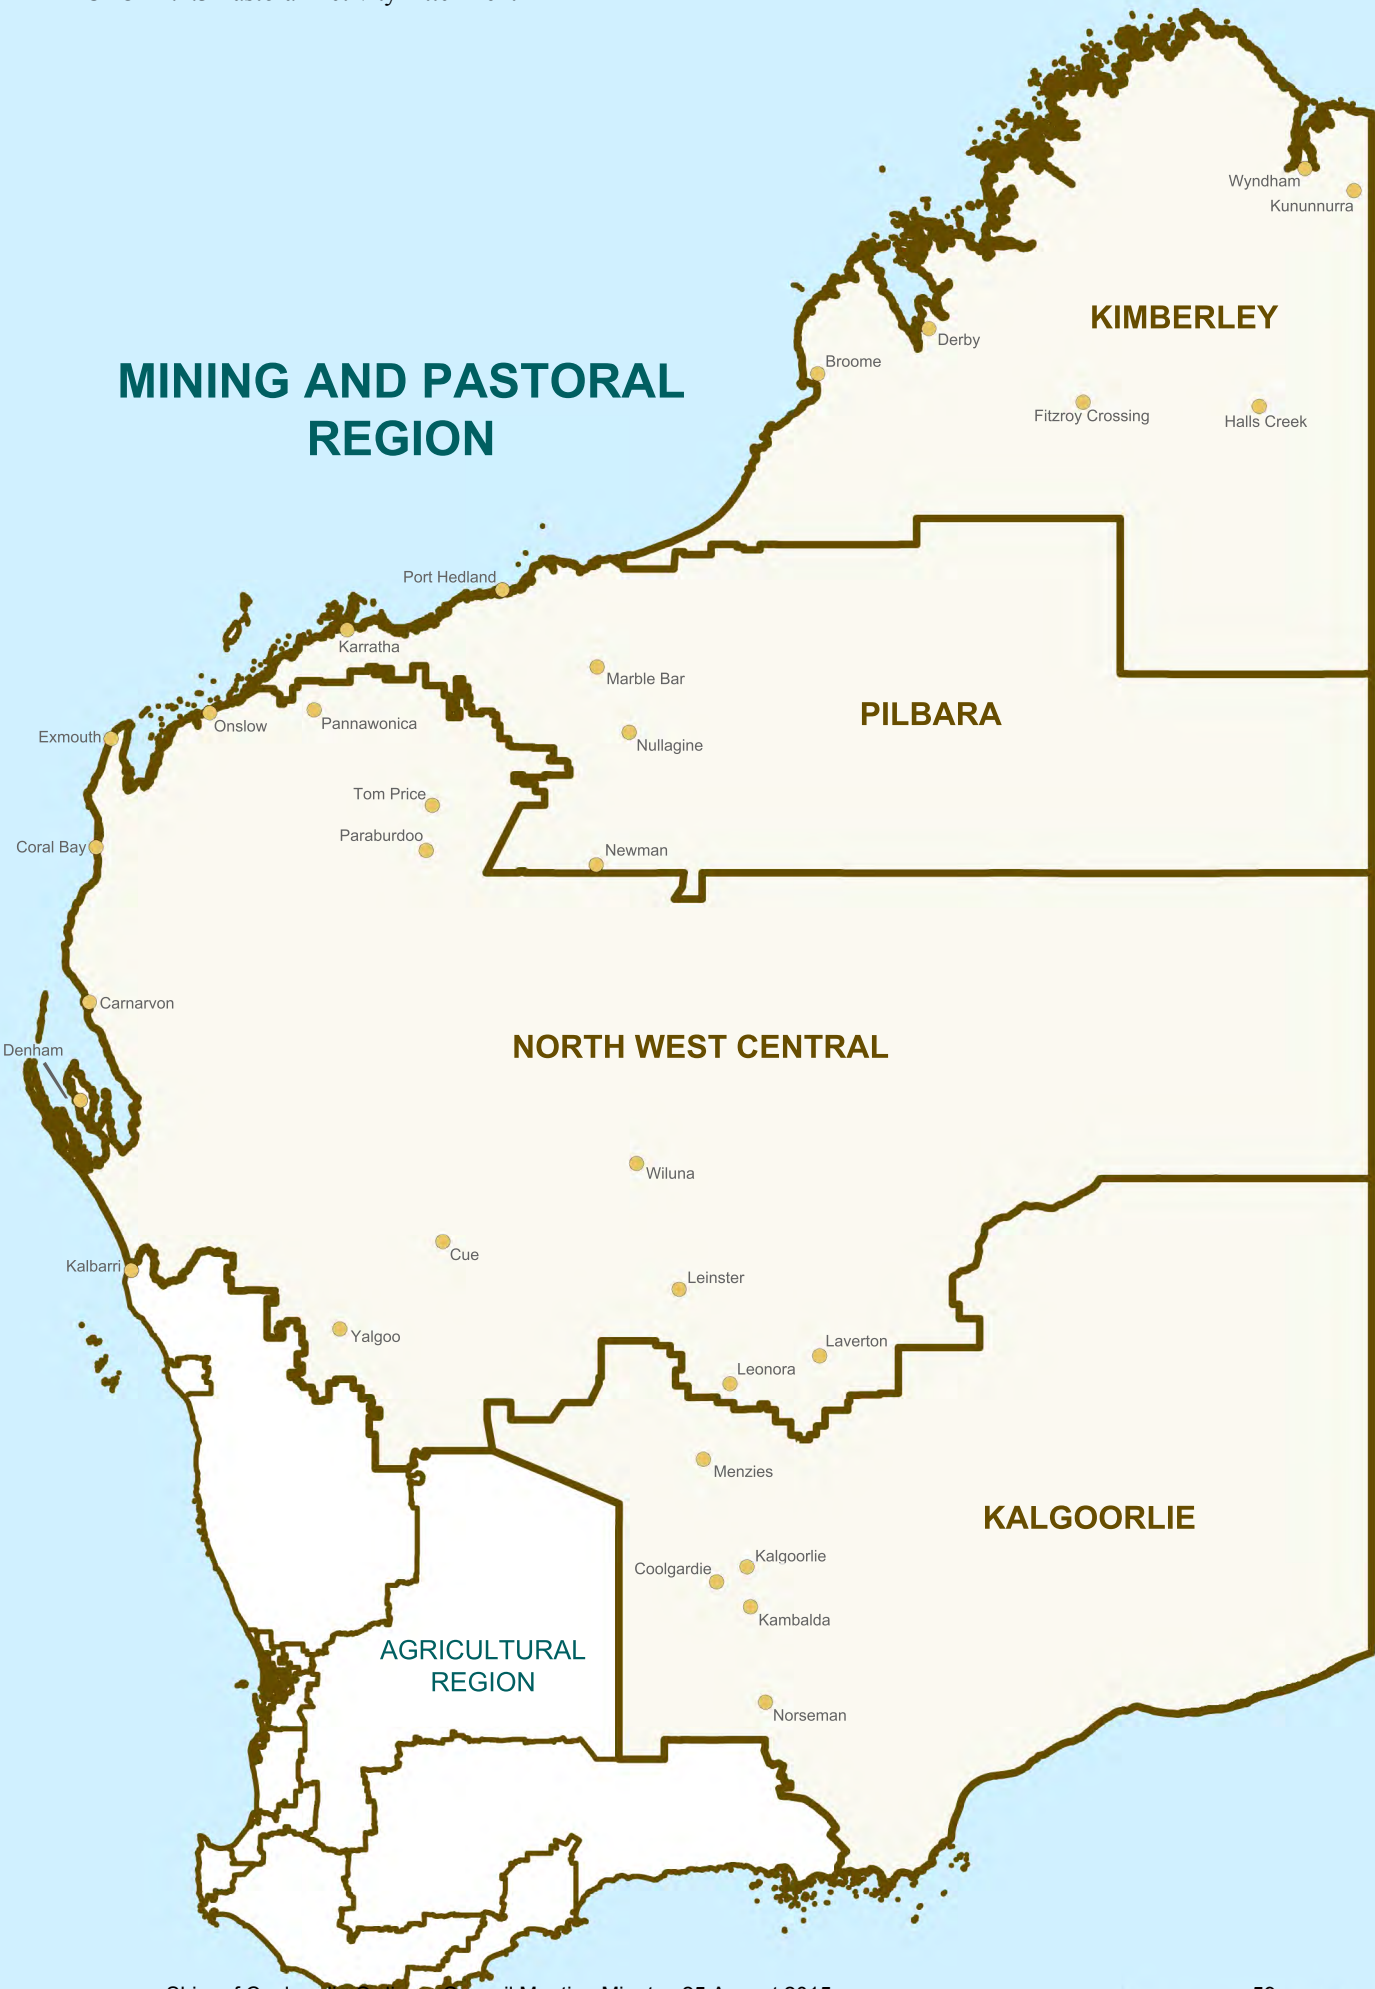 Wyndham
Kununnurra
KIMBERLEY
Derby
Broome
Fitzroy Crossing
Halls Creek
MINING AND PASTORAL
REGION
Port Hedland
Karratha
Marble Bar
PILBARA
Onslow
Pannawonica
Exmouth
Nullagine
Tom Price
Paraburdoo
Coral Bay
Newman
Carnarvon
NORTH WEST CENTRAL
Denham
Wiluna
Cue
Kalbarri
Leinster
Yalgoo
Laverton
Leonora
Menzies
KALGOORLIE
Kalgoorlie
Coolgardie
Kambalda
AGRICULTURAL
REGION
Norseman